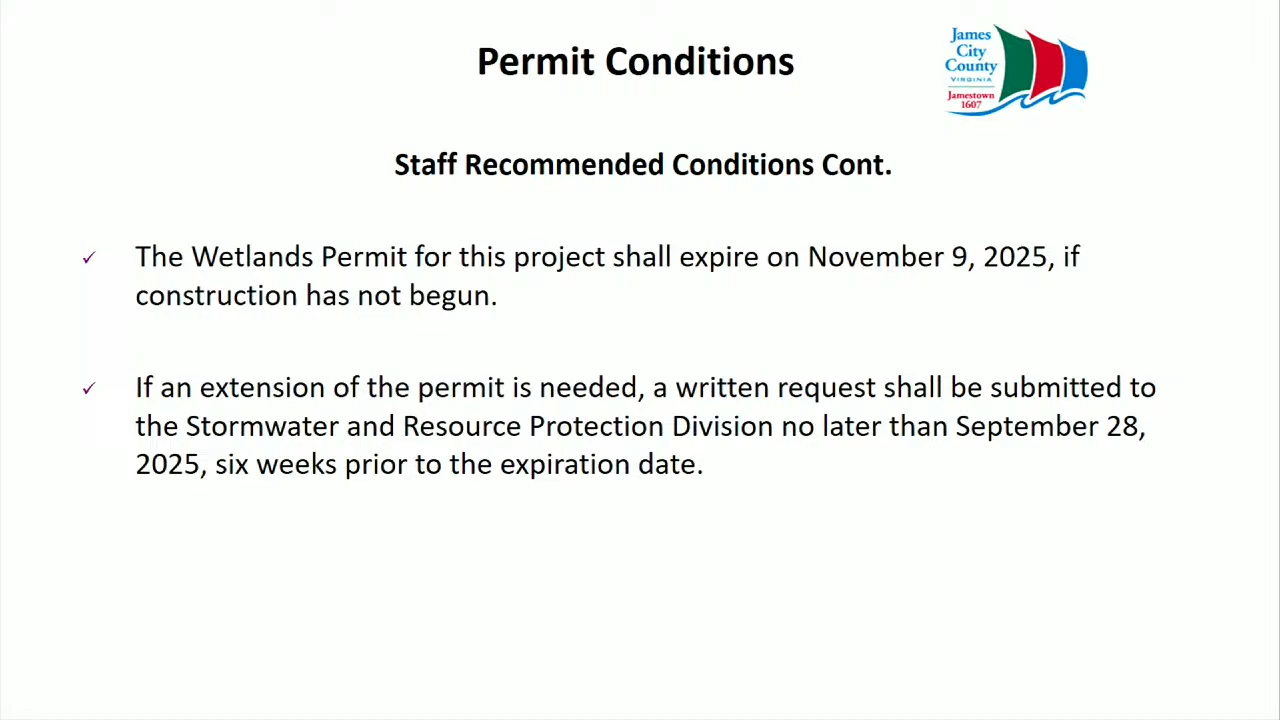 Permit Conditions
James
City
County
VIRGINIA
Jamestown
1607
Staff Recommended Conditions Cont.
✓ The Wetlands Permit for this project shall expire on November 9, 2025, if
construction has not begun.
✓ If an extension of the permit is needed, a written request shall be submitted to
the Stormwater and Resource Protection Division no later than September 28,
2025, six weeks prior to the expiration date.